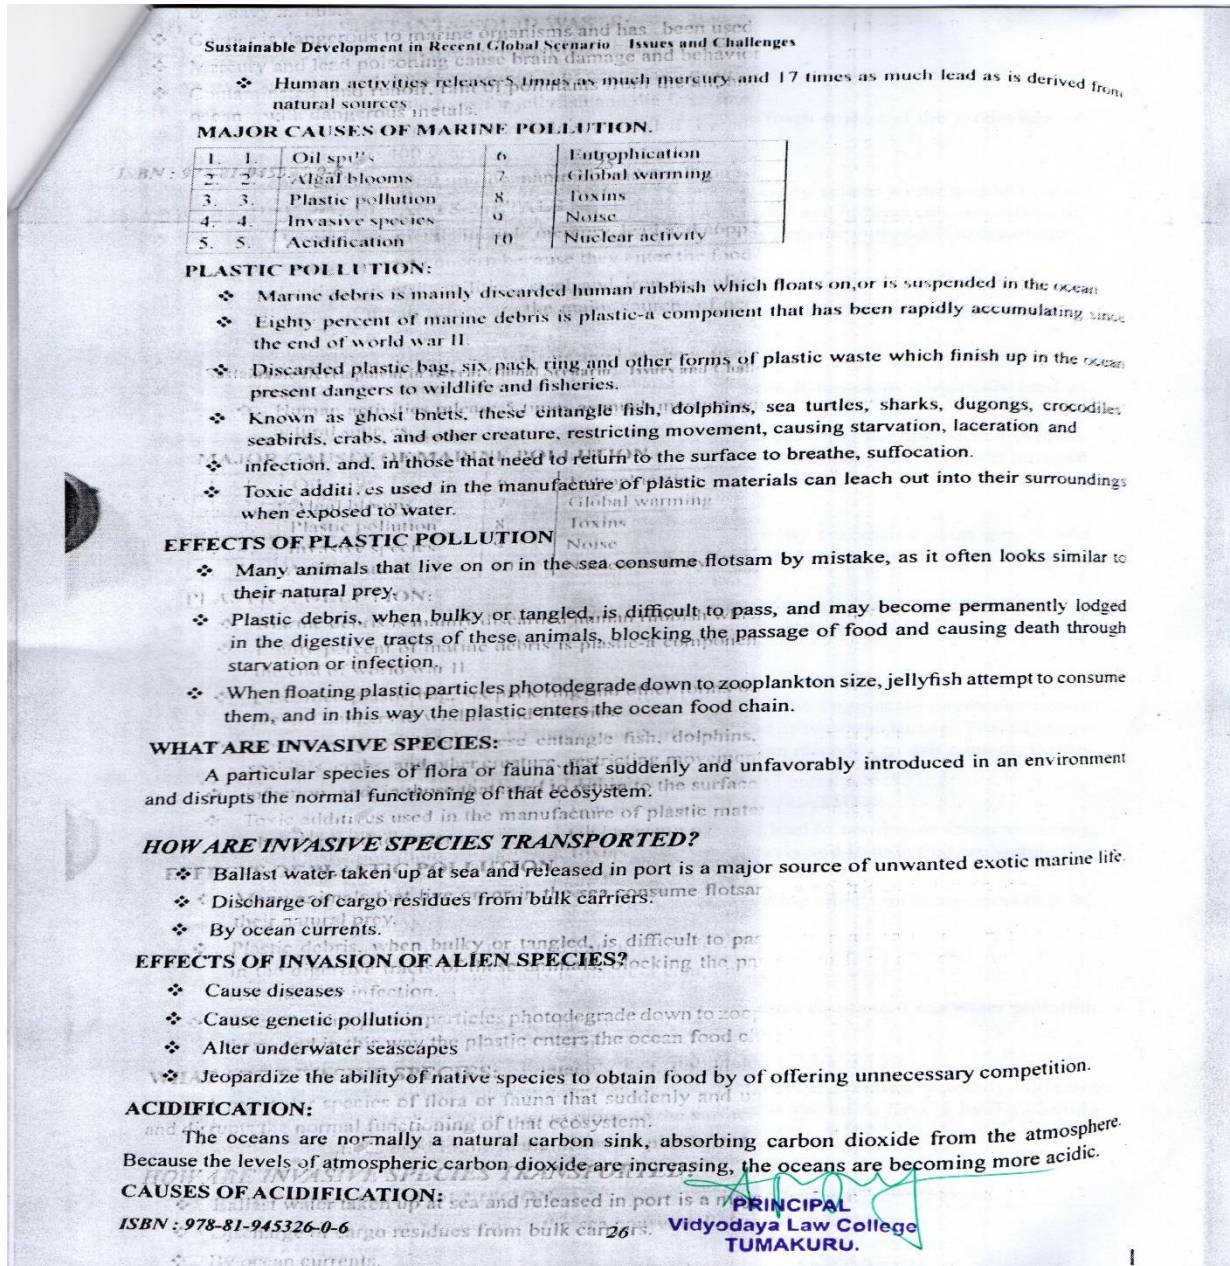 Sustainable Development in Recent Global Scenario – Issues and Challenges
❖ Human activities release 5 times as much mercury and 17 times as much lead as is derived from
natural sources
MAJOR CAUSES OF MARINE POLLUTION.
1. 1. Oil spills 6 Eutrophication
2. 2. Algal blooms 7 Global warming
3. 3. Plastic pollution 8. Toxins
4. 4. Invasive species 9 Noise
5. 5. Acidification 10 Nuclear activity
PLASTIC POLLUTION:
❖ Marine debris is mainly discarded human rubbish which floats on,or is suspended in the ocean
❖ Eighty percent of marine debris is plastic-a component that has been rapidly accumulating since
the end of world war II
❖ Discarded plastic bag, six pack ring and other forms of plastic waste which finish up in the ocean
present dangers to wildlife and fisheries.
❖ Known as ghost bnets, these entangle fish, dolphins, sea turtles, sharks, dugongs, crocodiles
seabirds, crabs, and other creature, restricting movement, causing starvation, laceration and
❖ infection, and, in those that need to return to the surface to breathe, suffocation.
❖ Toxic additives used in the manufacture of plastic materials can leach out into their surroundings
when exposed to water.
EFFECTS OF PLASTIC POLLUTION
❖ Many animals that live on or in the sea consume flotsam by mistake, as it often looks similar to
their natural prey.
❖ Plastic debris, when bulky or tangled, is difficult to pass, and may become permanently lodged
in the digestive tracts of these animals, blocking the passage of food and causing death through
starvation or infection.
❖ When floating plastic particles photodegrade down to zooplankton size, jellyfish attempt to consume
them, and in this way the plastic enters the ocean food chain.
WHAT ARE INVASIVE SPECIES:
A particular species of flora or fauna that suddenly and unfavorably introduced in an environment
and disrupts the normal functioning of that ecosystem.
HOW ARE INVASIVE SPECIES TRANSPORTED?
❖ Ballast water taken up at sea and released in port is a major source of unwanted exotic marine life.
❖ Discharge of cargo residues from bulk carriers.
❖ By ocean currents.
EFFECTS OF INVASION OF ALIEN SPECIES?
❖ Cause diseases
❖ Cause genetic pollution
❖ Alter underwater seascapes
❖ Jeopardize the ability of native species to obtain food by of offering unnecessary competition.
ACIDIFICATION:
The oceans are normally a natural carbon sink, absorbing carbon dioxide from the atmosphere.
Because the levels of atmospheric carbon dioxide are increasing, the oceans are becoming more acidic.
CAUSES OF ACIDIFICATION:
ISBN : 978-81-945326-0-6
26
PRINCIPAL
Vidyodaya Law College
TUMAKURU.